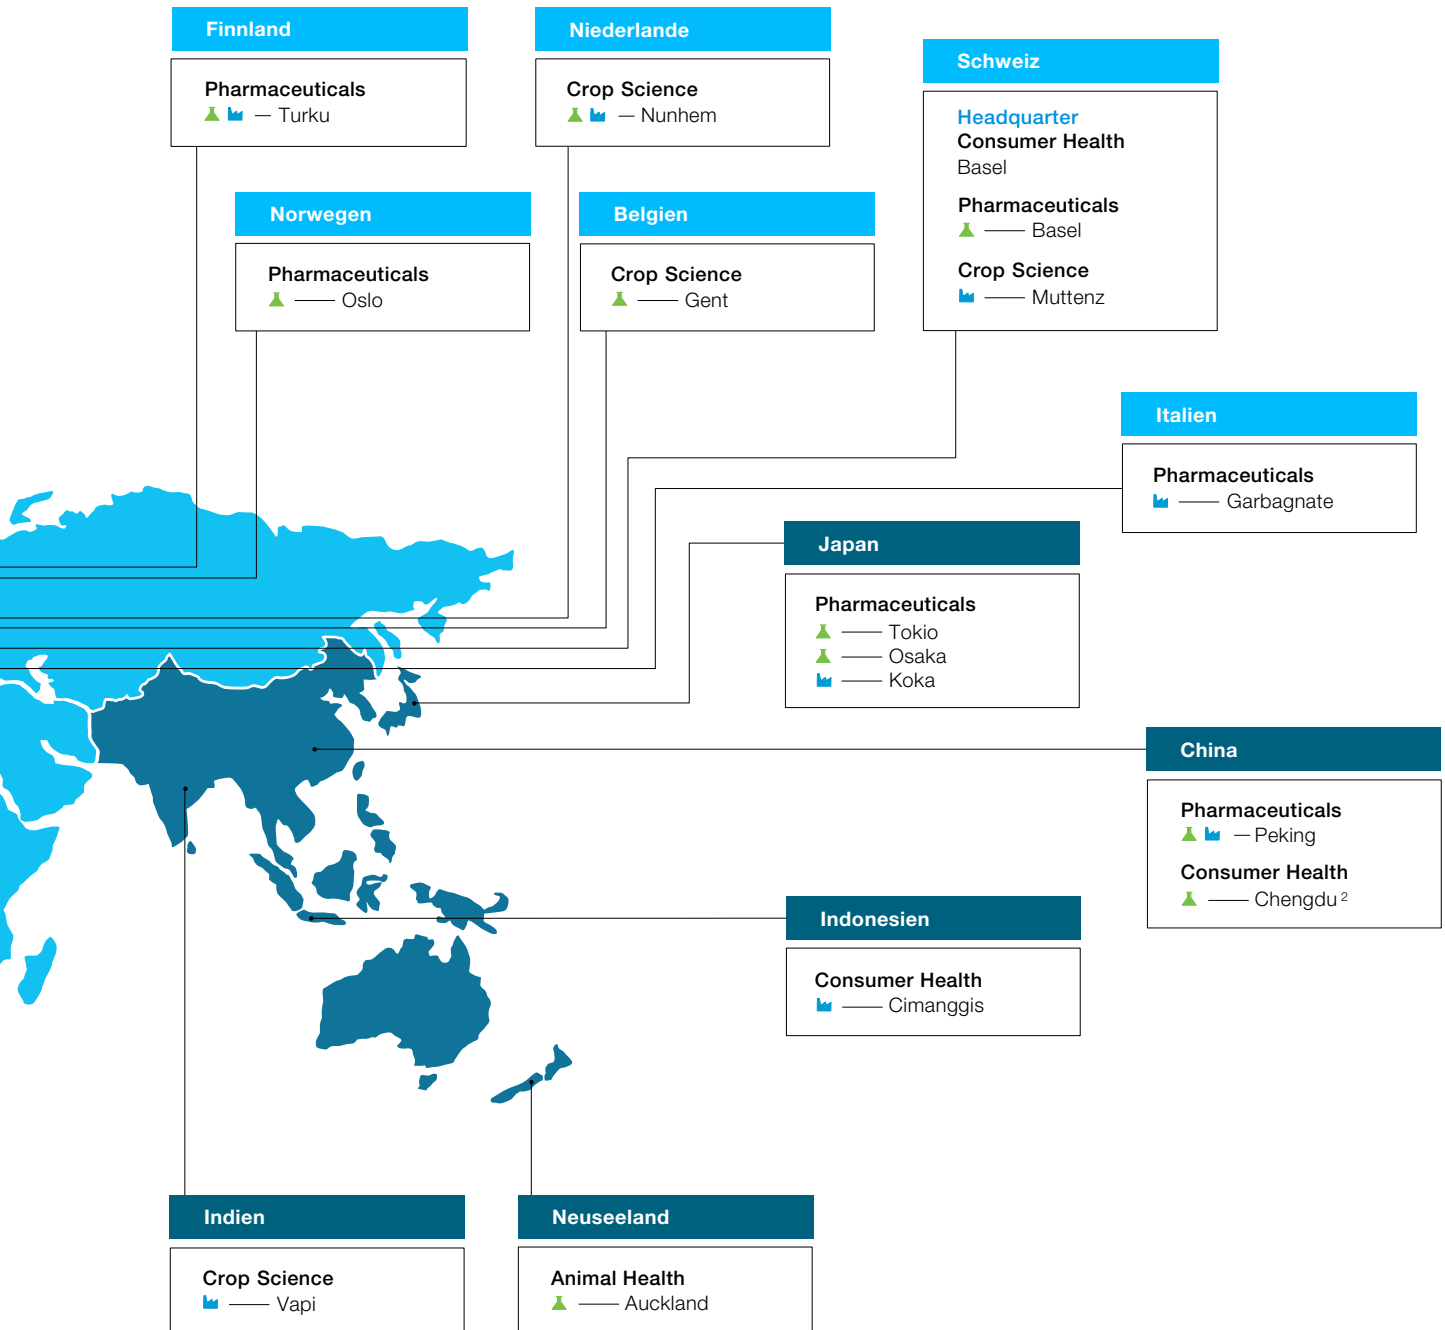 Finnland
Pharmaceuticals
— Turku
Niederlande
Crop Science
— Nunhem
Schweiz
Headquarter
Consumer Health
Basel
Pharmaceuticals
— Basel
Crop Science
— Muttenz
Norwegen
Pharmaceuticals
— Oslo
Belgien
Crop Science
— Gent
Italien
Pharmaceuticals
— Garbagnate
Japan
Pharmaceuticals
— Tokio
— Osaka
— Koka
China
Pharmaceuticals
— Peking
Consumer Health
— Chengdu ²
Indonesien
Consumer Health
— Cimanggis
Indien
Crop Science
— Vapi
Neuseeland
Animal Health
— Auckland